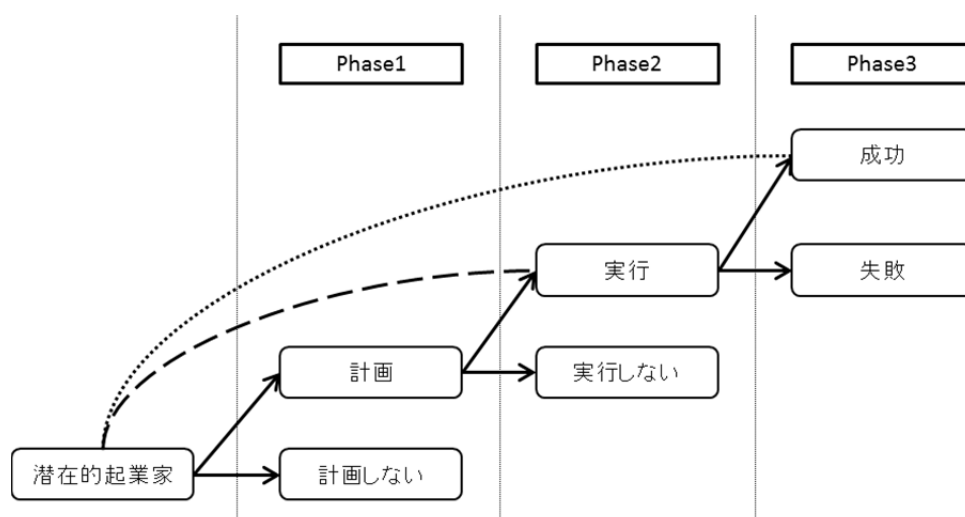 Phase1
Phase2
Phase3
成功
実行
失敗
計画
実行しない
潜在的起業家
計画しない